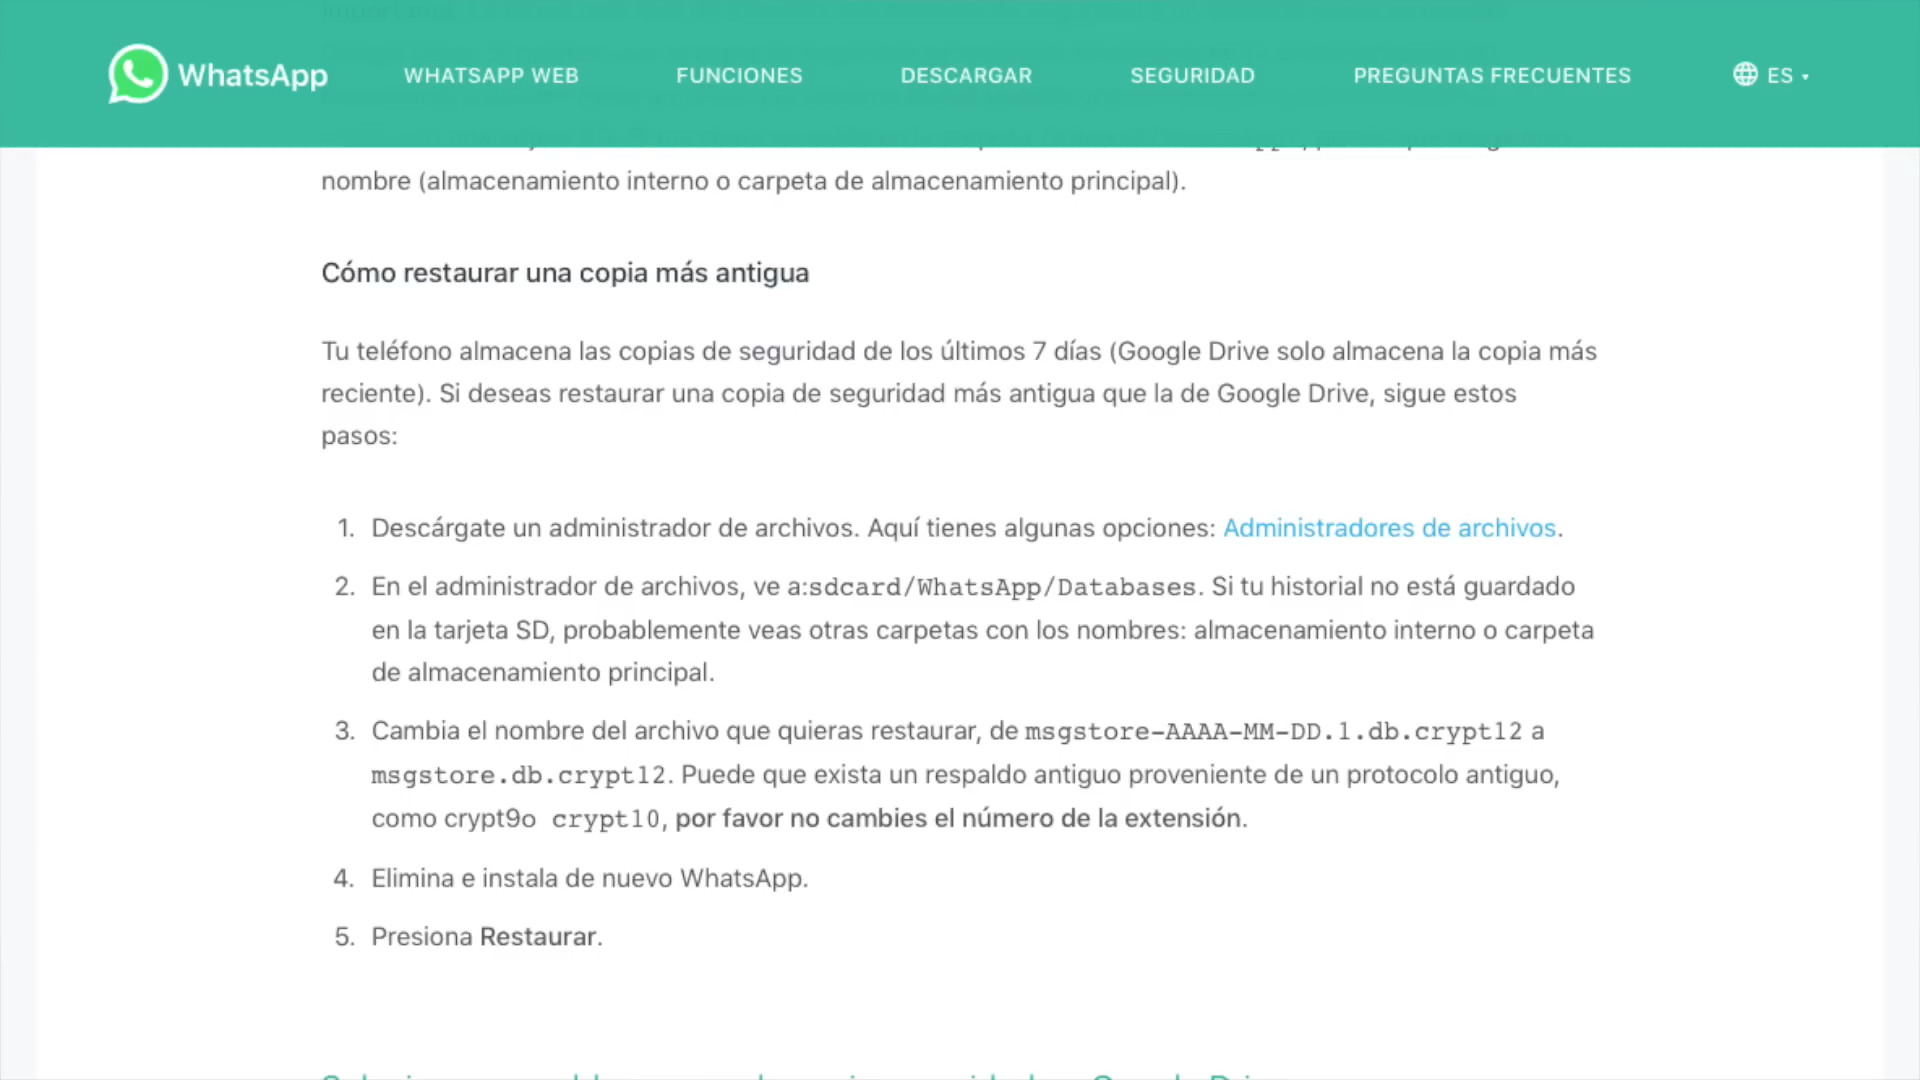 WhatsApp
WHATSAPP WEB
FUNCIONES
DESCARGAR
SEGURIDAD
PREGUNTAS FRECUENTES
ES
nombre (almacenamiento interno o carpeta de almacenamiento principal).
Cómo restaurar una copia más antigua
Tu teléfono almacena las copias de seguridad de los últimos 7 días (Google Drive solo almacena la copia más
reciente). Si deseas restaurar una copia de seguridad más antigua que la de Google Drive, sigue estos
pasos:
1. Descárgate un administrador de archivos. Aquí tienes algunas opciones: Administradores de archivos.
2. En el administrador de archivos, ve a:sdcard/WhatsApp/Databases. Si tu historial no está guardado
en la tarjeta SD, probablemente veas otras carpetas con los nombres: almacenamiento interno o carpeta
de almacenamiento principal.
3. Cambia el nombre del archivo que quieras restaurar, de msgstore-AAAA-MM-DD.1.db.crypt12 a
msgstore.db.crypt12. Puede que exista un respaldo antiguo proveniente de un protocolo antiguo,
como crypt9o crypt10, por favor no cambies el número de la extensión.
4. Elimina e instala de nuevo WhatsApp.
5. Presiona Restaurar.